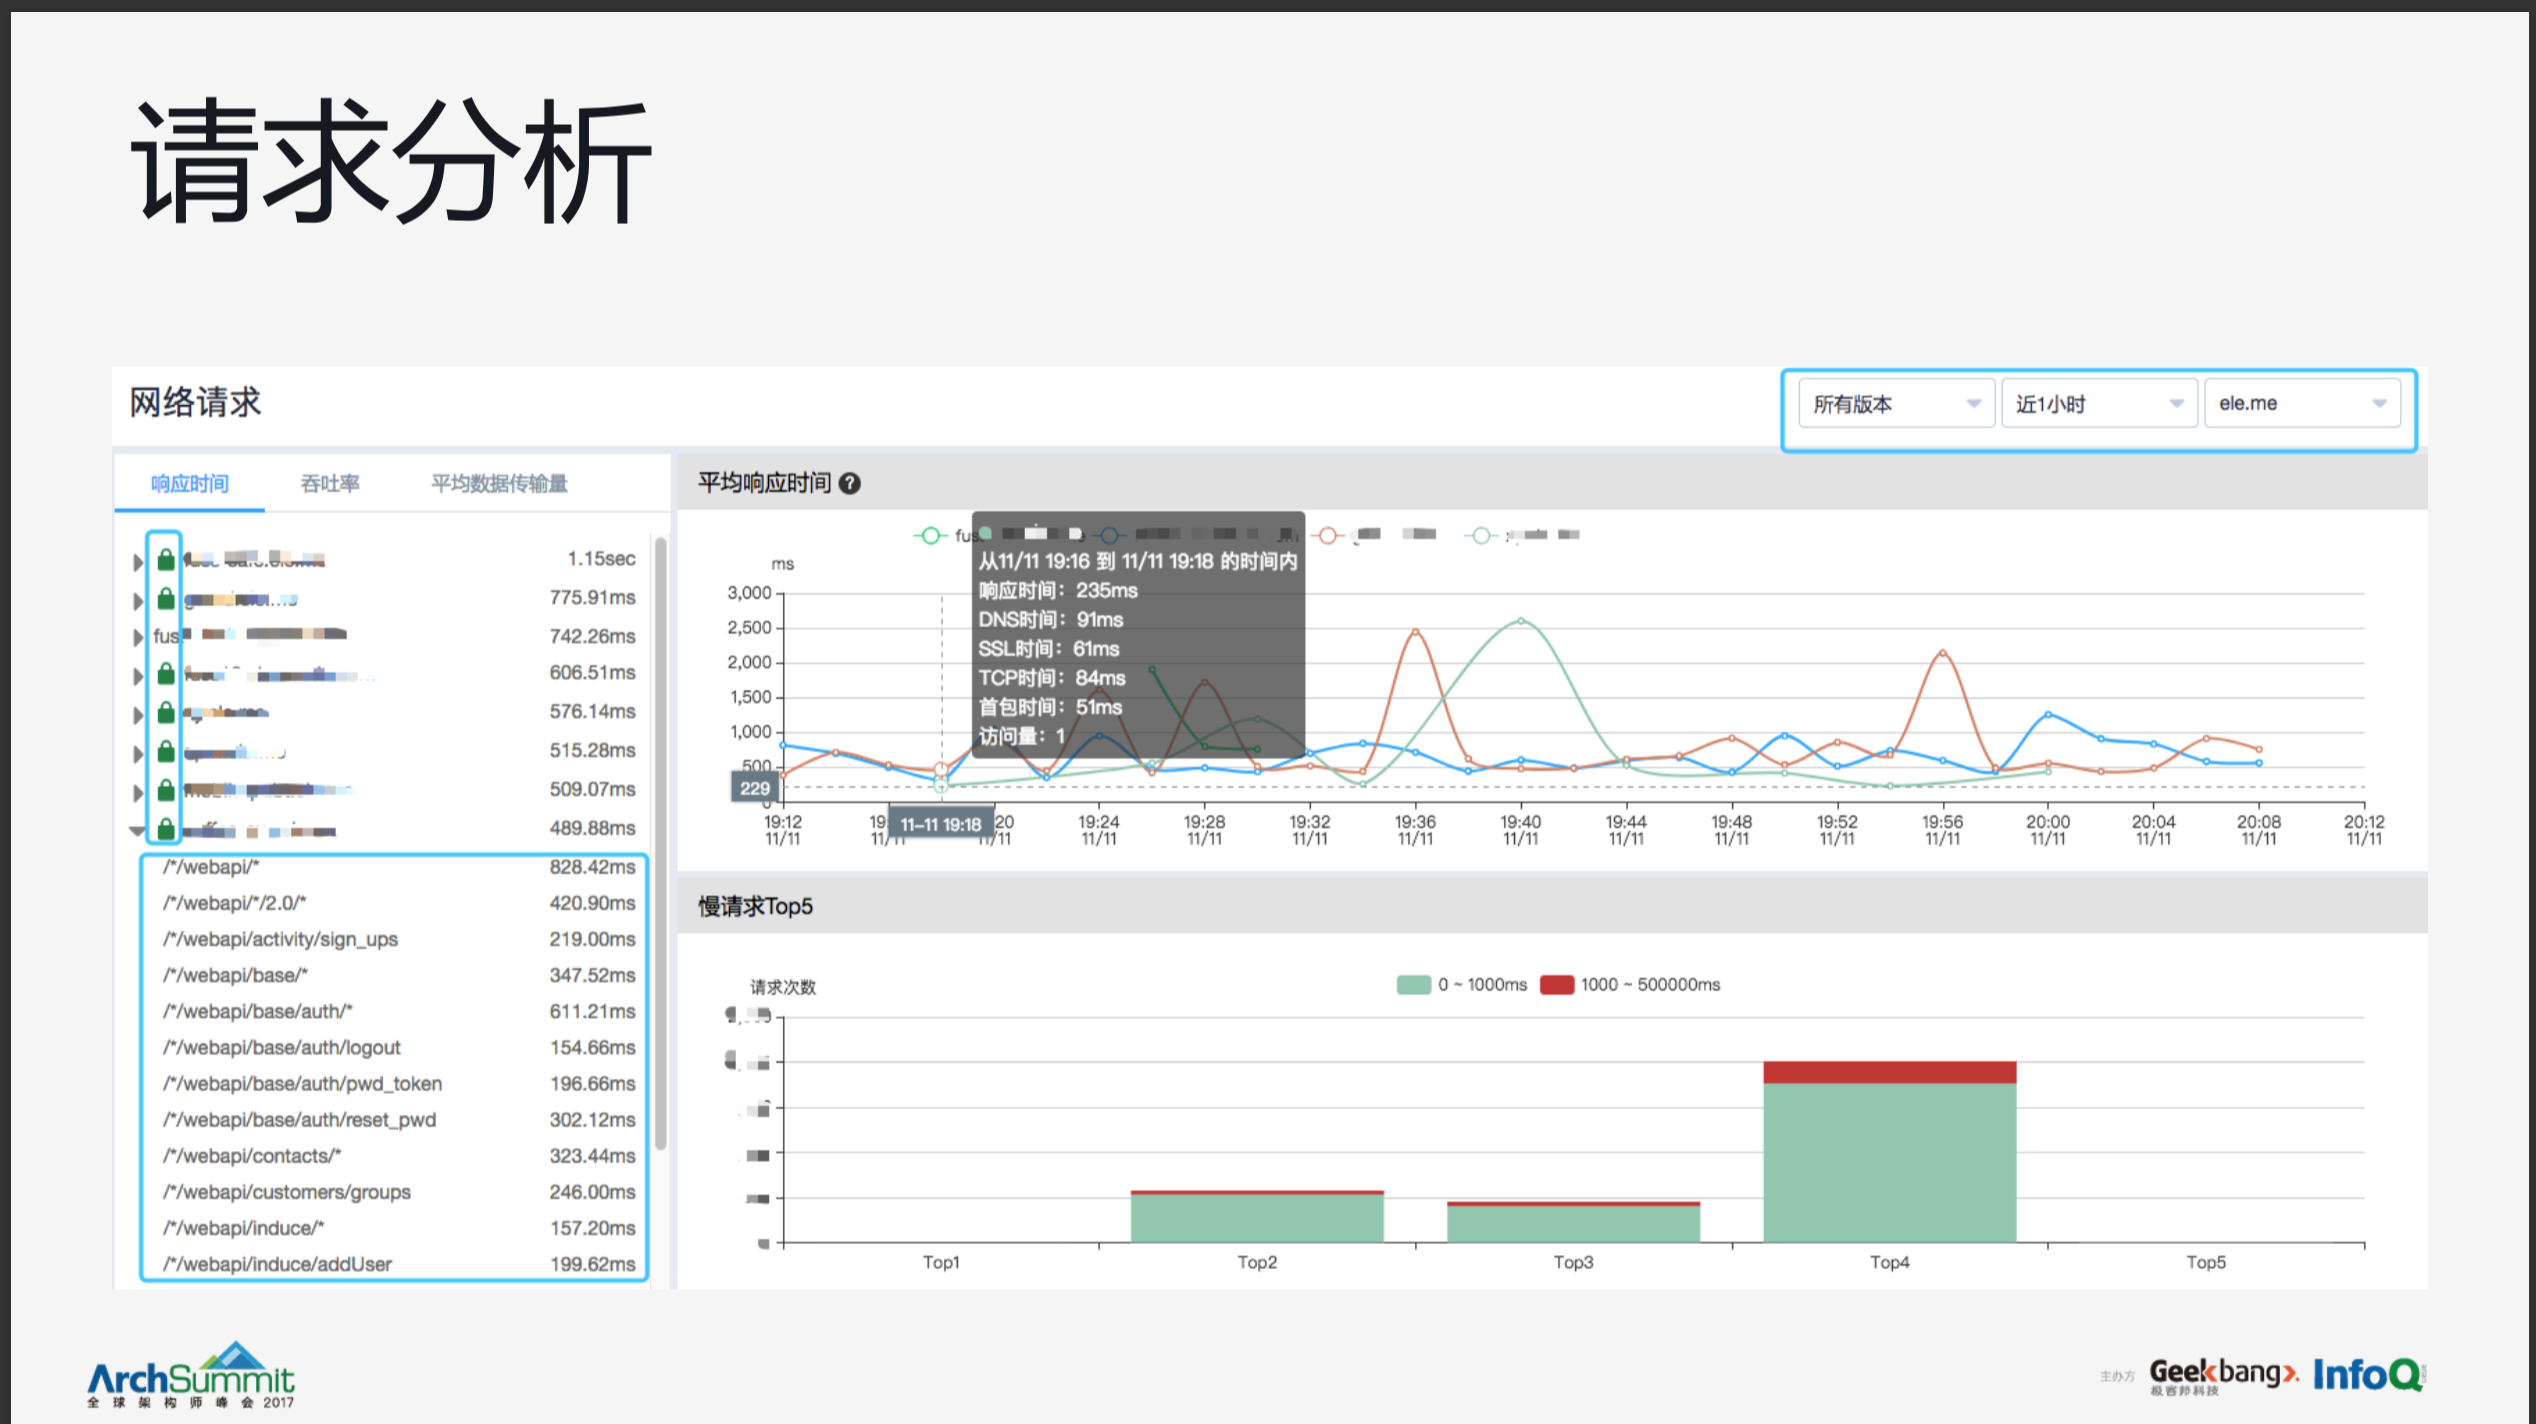 请求分析
网络请求
所有版本
近1小时
ele.me
响应时间
吞吐率
平均数据传输量
1.15sec
775.91ms
fus
742.26ms
606.51ms
576.14ms
515.28ms
509.07ms
489.88ms
/*/webapi/* 828.42ms
/*/webapi/*/2.0/* 420.90ms
/*/webapi/activity/sign_ups 219.00ms
/*/webapi/base/* 347.52ms
/*/webapi/base/auth/* 611.21ms
/*/webapi/base/auth/logout 154.66ms
/*/webapi/base/auth/pwd_token 196.66ms
/*/webapi/base/auth/reset_pwd 302.12ms
/*/webapi/contacts/* 323.44ms
/*/webapi/customers/groups 246.00ms
/*/webapi/induce/* 157.20ms
/*/webapi/induce/addUser 199.62ms
平均响应时间 ?
fus
从11/11 19:16 到 11/11 19:18 的时间内
响应时间：235ms
DNS时间：91ms
SSL时间：61ms
TCP时间：84ms
首包时间：51ms
访问量：1
ms
3,000
2,500
2,000
1,500
1,000
500
229
0
11-11 19:18
19:12 19:24 19:28 19:32 19:36 19:40 19:44 19:48 19:52 19:56 20:00 20:04 20:08 20:12
11/11 11/11 11/11 11/11 11/11 11/11 11/11 11/11 11/11 11/11 11/11 11/11 11/11 11/11
慢请求Top5
请求次数
0 ~ 1000ms
1000 ~ 500000ms
Top1 Top2 Top3 Top4 Top5
ArchSummit
全球架构师峰会 2017
主办方
Geekbang>.
极客邦科技
InfoQ